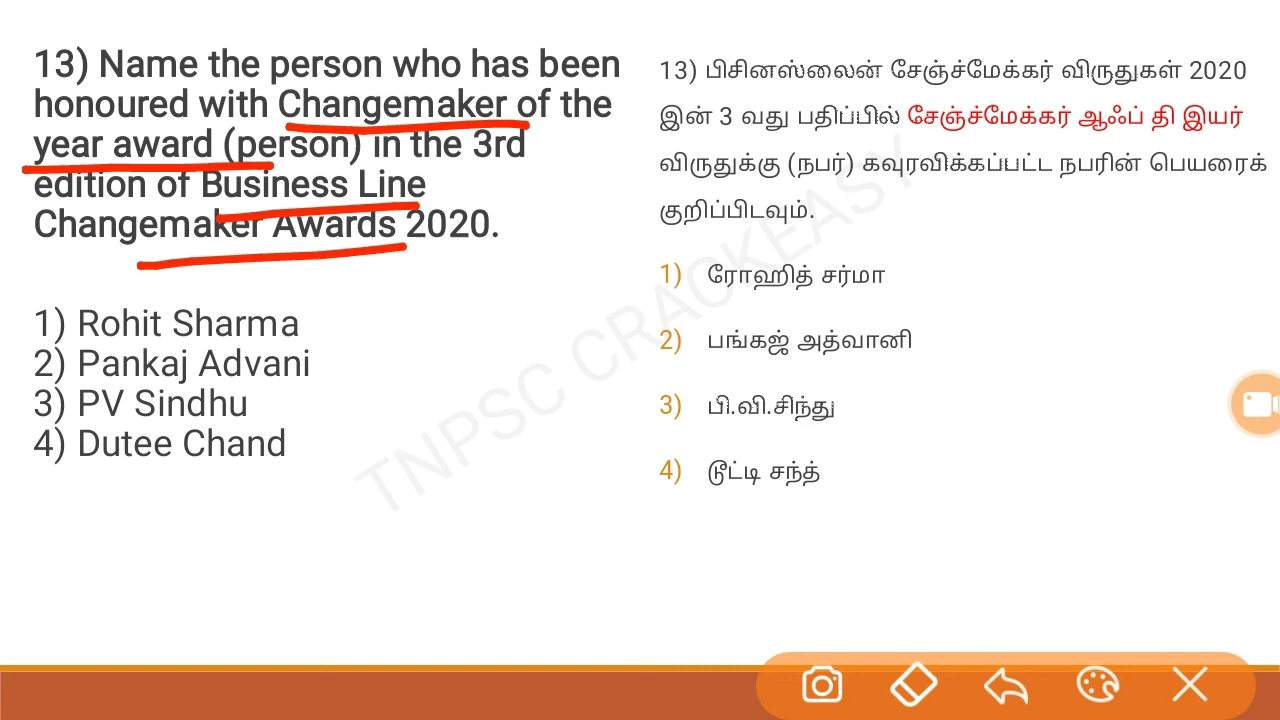 13) Name the person who has been
honoured with Changemaker of the
year award (person) in the 3rd
edition of Business Line
Changemaker Awards 2020.
1) Rohit Sharma
2) Pankaj Advani
3) PV Sindhu
4) Dutee Chand
13) பிசினஸ்லைன் சேஞ்ச்மேக்கர் விருதுகள் 2020
இன் 3 வது பதிப்பில் சேஞ்ச்மேக்கர் ஆஃப் தி இயர்
விருதுக்கு (நபர்) கவுரவிக்கப்பட்ட நபரின் பெயரைக்
குறிப்பிடவும்.
1) ரோஹித் சர்மா
2) பங்கஜ் அத்வானி
3) பி.வி.சிந்து
4) டூட்டி சந்த்
TNPSC CRACKEASY